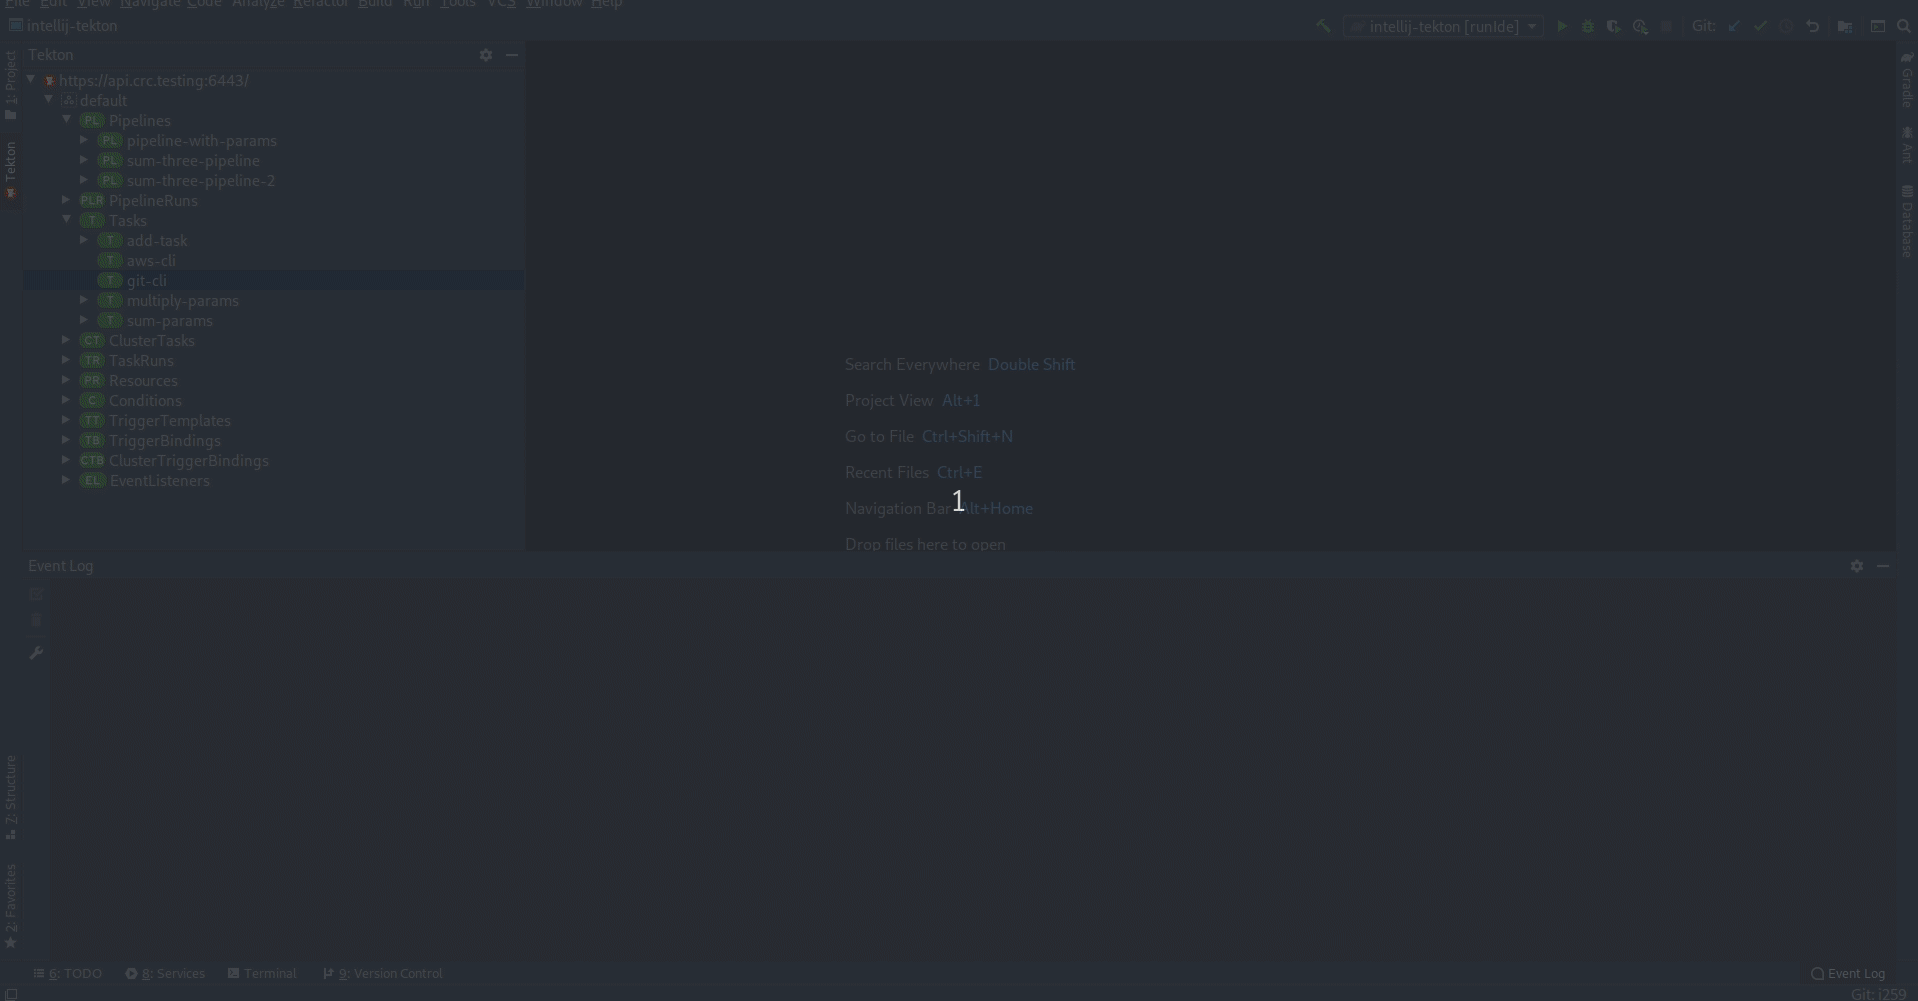 File Edit View Navigate Code Analyze Refactor Build Run Tools VCS Window Help
intellij-tekton
intellij-tekton [runIde]
Git:
1: Project
Tekton
Tekton
https://api.crc.testing:6443/
default
PL Pipelines
PL pipeline-with-params
PL sum-three-pipeline
PL sum-three-pipeline-2
PLR PipelineRuns
T Tasks
T add-task
T aws-cli
T git-cli
T multiply-params
T sum-params
CT ClusterTasks
TR TaskRuns
PR Resources
C Conditions
TT TriggerTemplates
TB TriggerBindings
CTB ClusterTriggerBindings
EL EventListeners
Search Everywhere Double Shift
Project View Alt+1
Go to File Ctrl+Shift+N
Recent Files Ctrl+E
Navigation Bar Alt+Home
Drop files here to open
1
Gradle
Ant
Database
Event Log
Z: Structure
2: Favorites
6: TODO
8: Services
Terminal
9: Version Control
Event Log
Git: i259